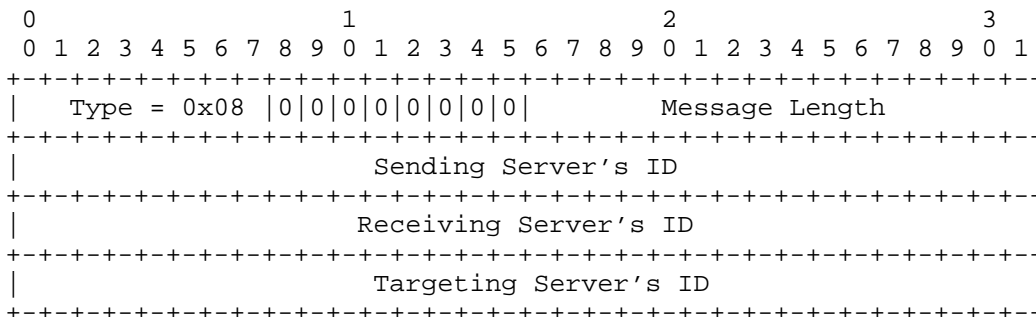 0                   1                   2                   3
 0 1 2 3 4 5 6 7 8 9 0 1 2 3 4 5 6 7 8 9 0 1 2 3 4 5 6 7 8 9 0 1
+-+-+-+-+-+-+-+-+-+-+-+-+-+-+-+-+-+-+-+-+-+-+-+-+-+-+-+-+-+-+-+--
|   Type = 0x08 |0|0|0|0|0|0|0|0|        Message Length
+-+-+-+-+-+-+-+-+-+-+-+-+-+-+-+-+-+-+-+-+-+-+-+-+-+-+-+-+-+-+-+--
|                     Sending Server’s ID
+-+-+-+-+-+-+-+-+-+-+-+-+-+-+-+-+-+-+-+-+-+-+-+-+-+-+-+-+-+-+-+--
|                    Receiving Server’s ID
+-+-+-+-+-+-+-+-+-+-+-+-+-+-+-+-+-+-+-+-+-+-+-+-+-+-+-+-+-+-+-+--
|                     Targeting Server’s ID
+-+-+-+-+-+-+-+-+-+-+-+-+-+-+-+-+-+-+-+-+-+-+-+-+-+-+-+-+-+-+-+--